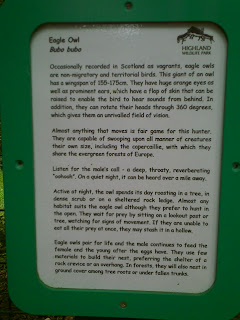 Eagle Owl
Bubo bubo
HIGHLAND
WILDLIFE PARK
Occasionally recorded in Scotland as vagrants, eagle owls
are non-migratory and territorial birds. This giant of an owl
has a wingspan of 155-175cm. They have huge orange eyes as
well as prominent ears, which have a flap of skin that can be
raised to enable the bird to hear sounds from behind. In
addition, they can rotate their heads through 360 degrees,
which gives them an unrivalled field of vision.
Almost anything that moves is fair game for this hunter.
They are capable of swooping upon all manner of creatures
their own size, including the capercaillie, with which they
share the evergreen forests of Europe.
Listen for the male's call - a deep, throaty, reverberating
"oohooh". On a quiet night, it can be heard over a mile away.
Active at night, the owl spends its day roosting in a tree, in
dense scrub or on a sheltered rock ledge. Almost any
habitat suits the eagle owl although they prefer to hunt in
the open. They wait for prey by sitting on a lookout post or
tree, watching for signs of movement. If they are unable to
eat all their prey at once, they may stash it in a hollow.
Eagle owls pair for life and the male continues to feed the
female and the young after the eggs have. They use few
materials to build their nest, preferring the shelter of a
rock crevice or an overhang. In forests, they will also nest in
ground cover among tree roots or under fallen trunks.